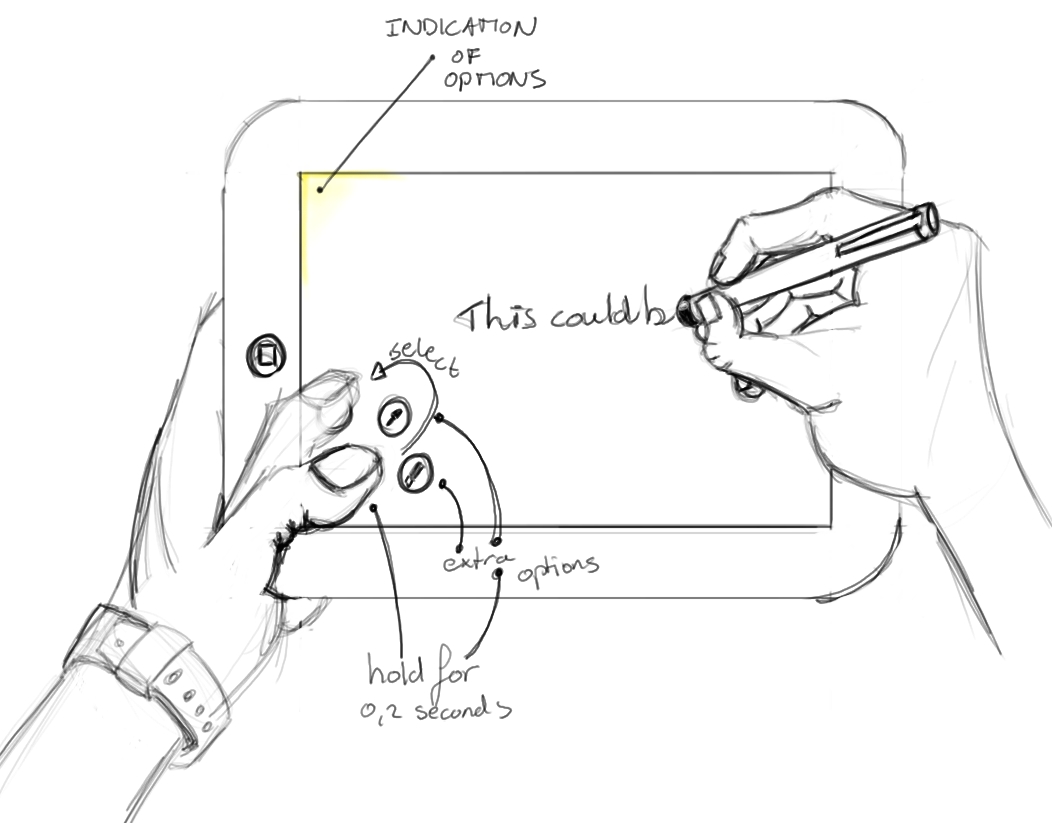 INDICATION
OF
OPTIONS
This could b
select
extra
options
hold for
0,2 seconds